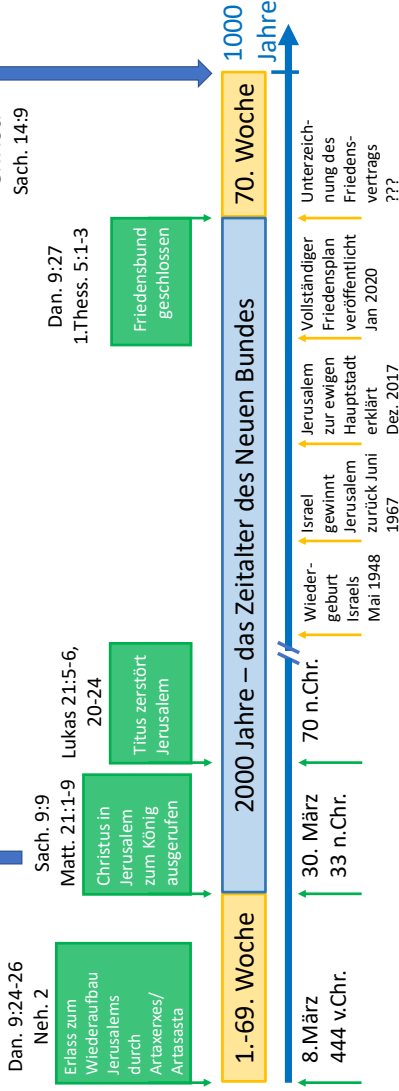 Dan. 9:24-26
Neh. 2
Erlass zum
Wiederaufbau
Jerusalems
durch
Artaxerxes/
Artasasta
Sach. 9:9
Matt. 21:1-9
Christus in
Jerusalem
zum König
ausgerufen
Lukas 21:5-6,
20-24
Titus zerstört
Jerusalem
Dan. 9:27
1.Thess. 5:1-3
Friedensbund
geschlossen
Sach. 14:9
1.-69. Woche
2000 Jahre – das Zeitalter des Neuen Bundes
70. Woche
1000
Jahre
8.März
444 v.Chr.
30. März
33 n.Chr.
70 n.Chr.
Wieder-
geburt
Israels
Mai 1948
Israel
gewinnt
Jerusalem
zurück Juni
1967
Jerusalem
zur ewigen
Hauptstadt
erklärt
Dez. 2017
Vollständiger
Friedensplan
veröffentlicht
Jan 2020
Unterzeich-
nung des
Friedens-
vertrags
???